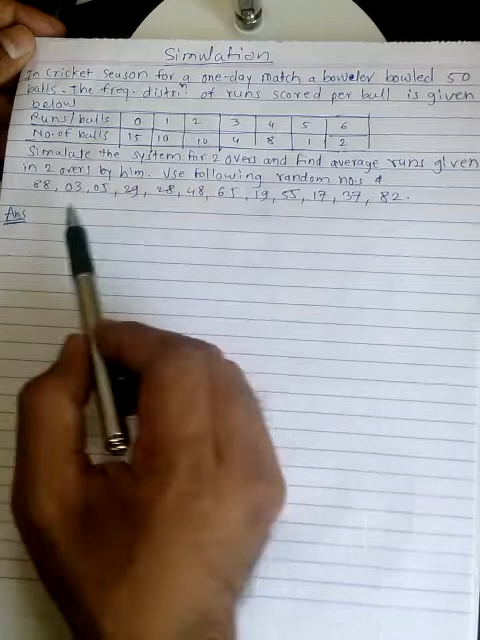 Simulation
In cricket season for a one-day match a bowler bowled 50
balls. The freq. distriⁿ of runs scored per ball is given
below
Runs/balls 0 1 2 3 4 5 6
No. of balls 15 10 10 4 8 1 2
Simulate the system for 2 overs and find average runs given
in 2 overs by him. Use following random no.s
88, 03, 05, 29, 28, 48, 65, 19, 55, 17, 37, 82.
Ans